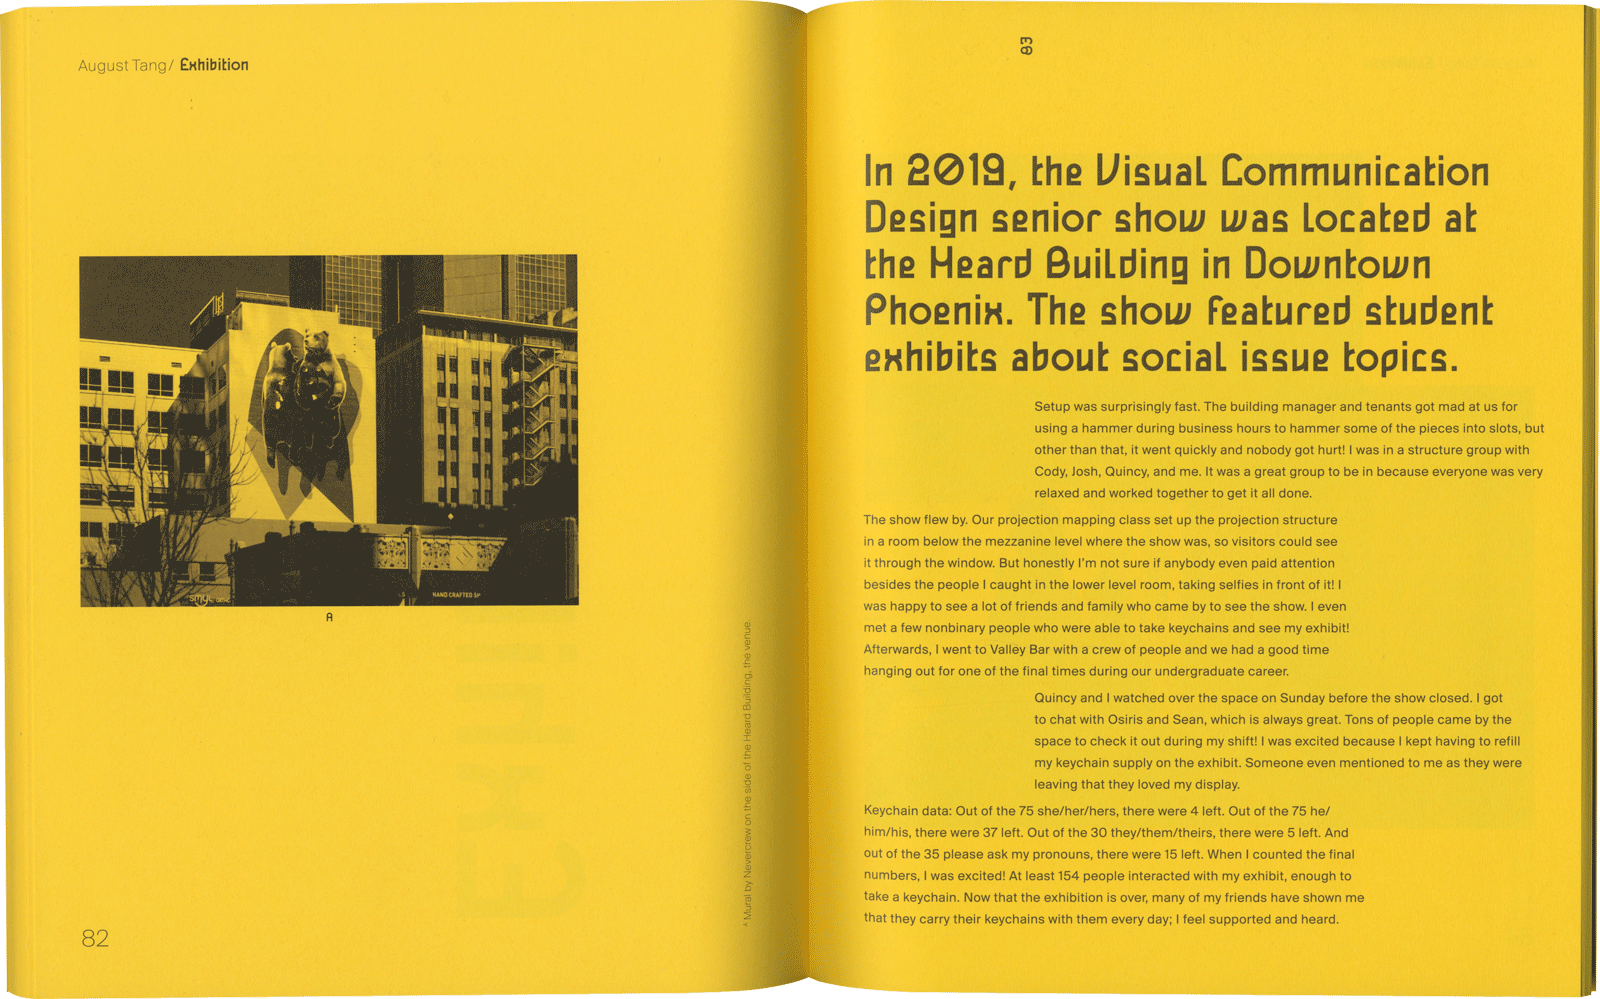 August Tang/ Exhibition
HAND CRAFTED
A
A Mural by Nevercrew on the side of the Heard Building, the venue.
82
83
In 2019, the Visual Communication
Design senior show was located at
the Heard Building in Downtown
Phoenix. The show featured student
exhibits about social issue topics.
Setup was surprisingly fast. The building manager and tenants got mad at us for
using a hammer during business hours to hammer some of the pieces into slots, but
other than that, it went quickly and nobody got hurt! I was in a structure group with
Cody, Josh, Quincy, and me. It was a great group to be in because everyone was very
relaxed and worked together to get it all done.
The show flew by. Our projection mapping class set up the projection structure
in a room below the mezzanine level where the show was, so visitors could see
it through the window. But honestly I'm not sure if anybody even paid attention
besides the people I caught in the lower level room, taking selfies in front of it! I
was happy to see a lot of friends and family who came by to see the show. I even
met a few nonbinary people who were able to take keychains and see my exhibit!
Afterwards, I went to Valley Bar with a crew of people and we had a good time
hanging out for one of the final times during our undergraduate career.
Quincy and I watched over the space on Sunday before the show closed. I got
to chat with Osiris and Sean, which is always great. Tons of people came by the
space to check it out during my shift! I was excited because I kept having to refill
my keychain supply on the exhibit. Someone even mentioned to me as they were
leaving that they loved my display.
Keychain data: Out of the 75 she/her/hers, there were 4 left. Out of the 75 he/
him/his, there were 37 left. Out of the 30 they/them/theirs, there were 5 left. And
out of the 35 please ask my pronouns, there were 15 left. When I counted the final
numbers, I was excited! At least 154 people interacted with my exhibit, enough to
take a keychain. Now that the exhibition is over, many of my friends have shown me
that they carry their keychains with them every day; I feel supported and heard.